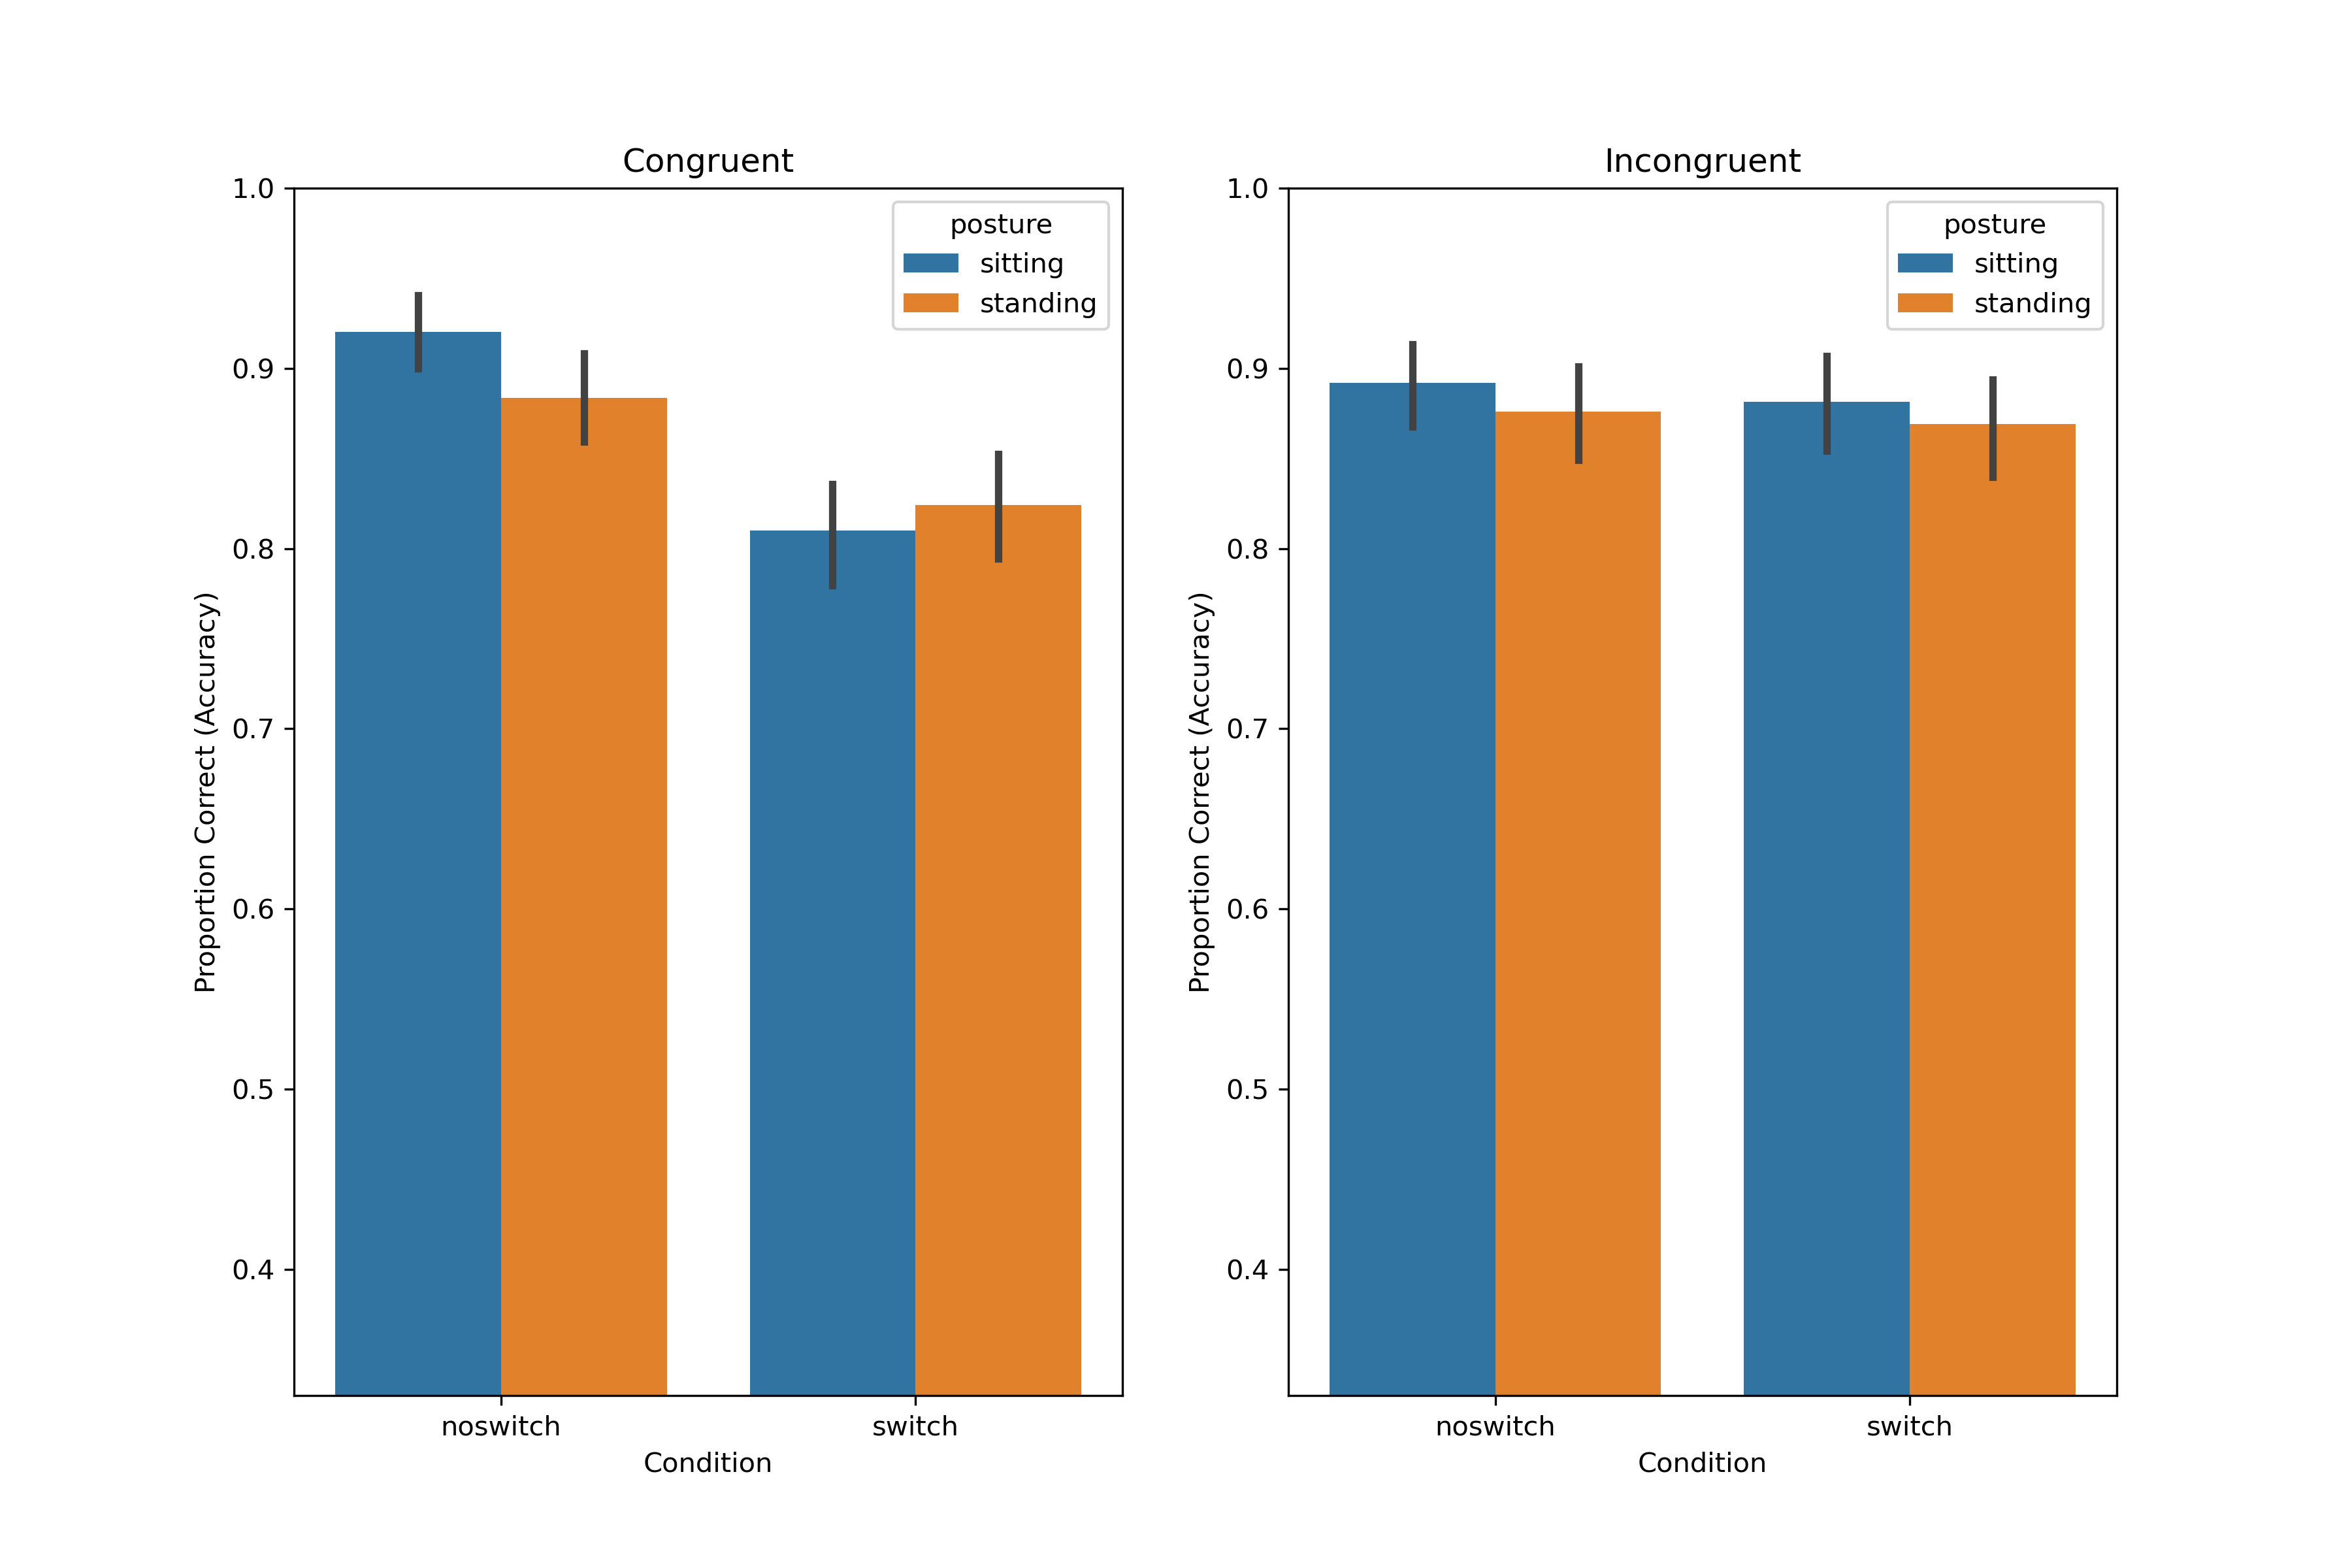 Congruent
1.0
0.9
0.8
0.7
0.6
0.5
0.4
Proportion Correct (Accuracy)
posture
sitting
standing
noswitch
switch
Condition
Incongruent
1.0
0.9
0.8
0.7
0.6
0.5
0.4
Proportion Correct (Accuracy)
posture
sitting
standing
noswitch
switch
Condition